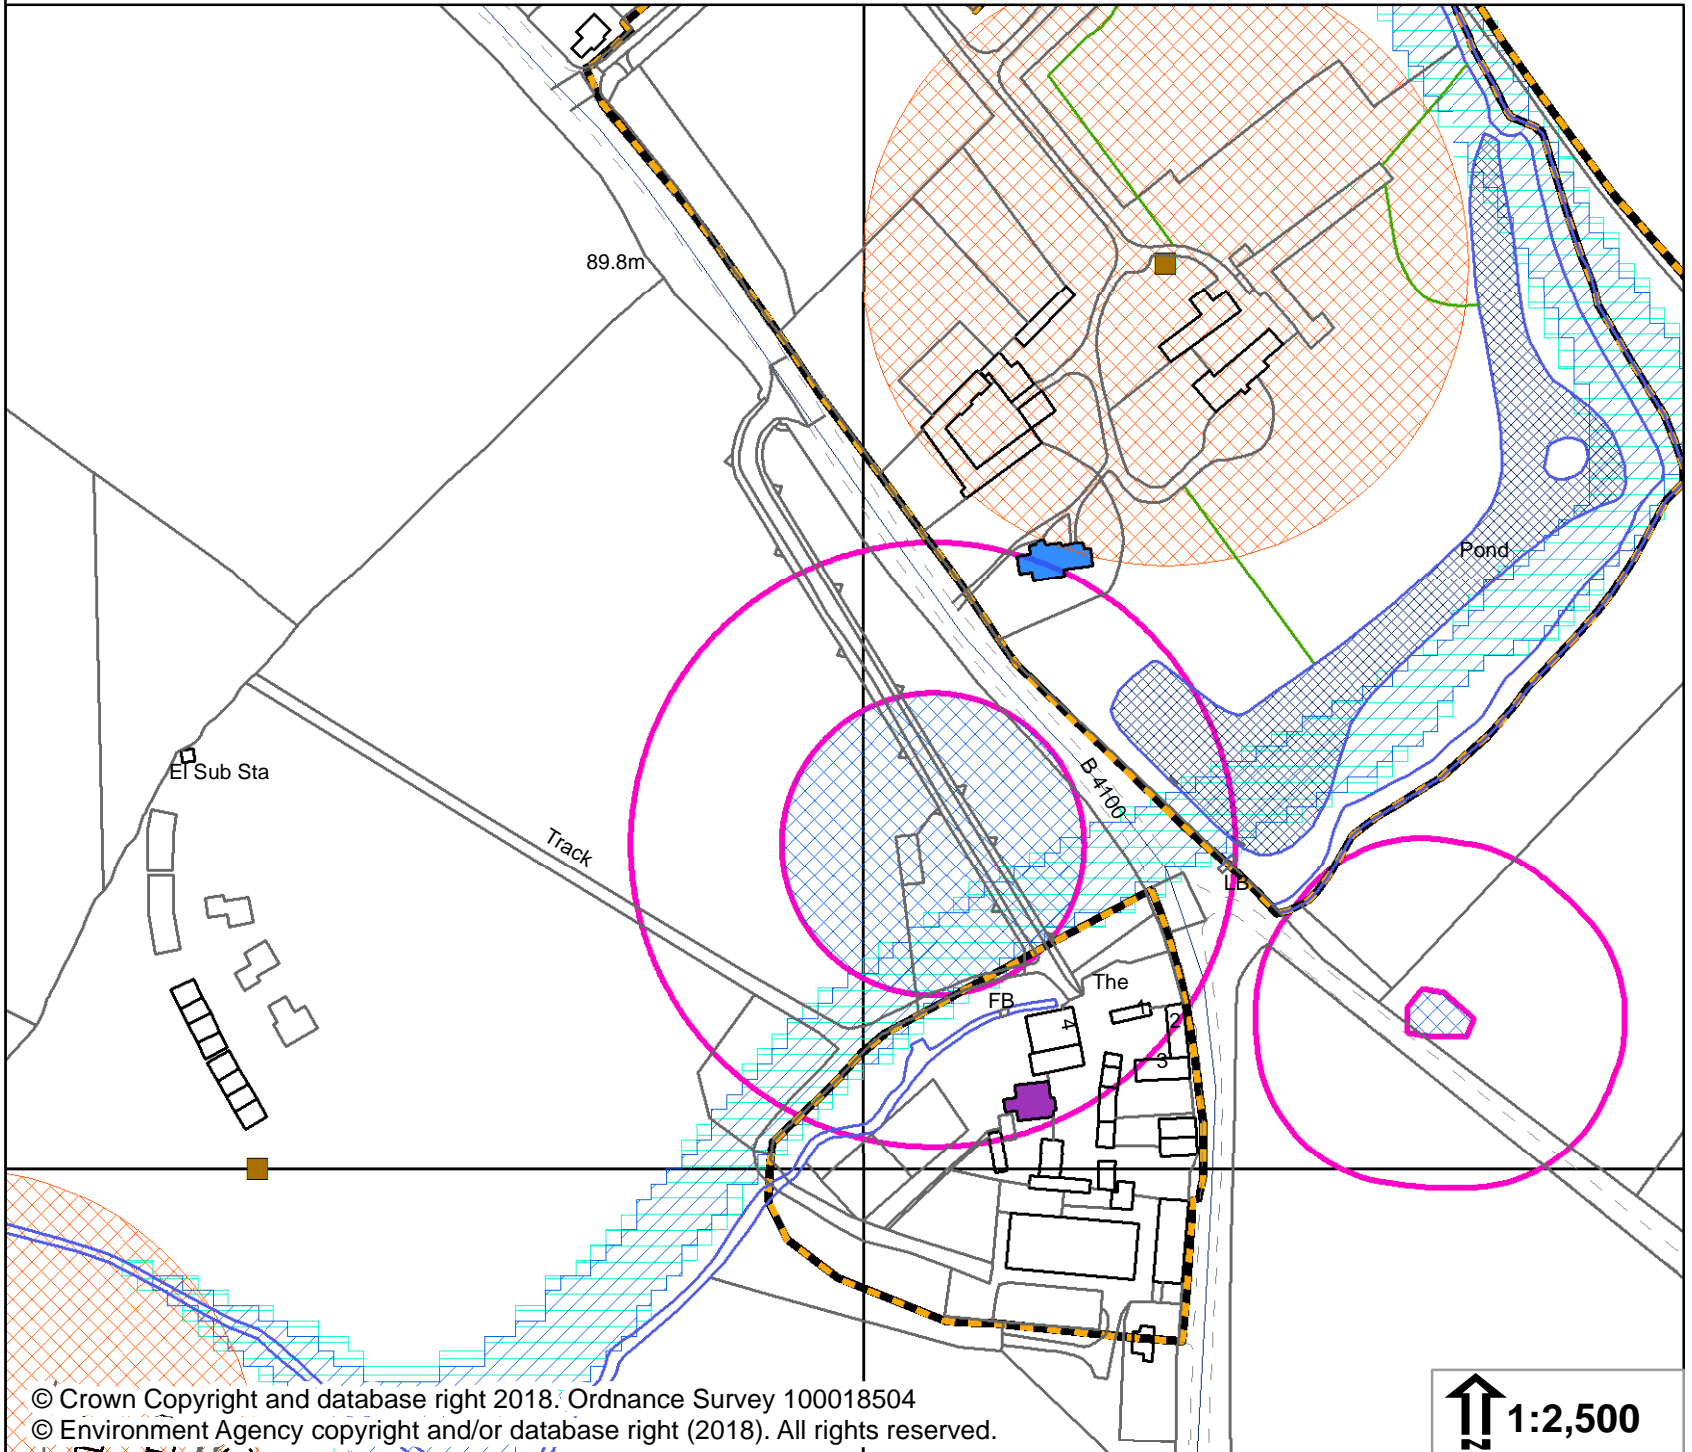 89.8m
Pond
El Sub Sta
B 4100
Track
LB
The
FB
1
2
4
3
© Crown Copyright and database right 2018. Ordnance Survey 100018504
© Environment Agency copyright and/or database right (2018). All rights reserved.
1:2,500
N